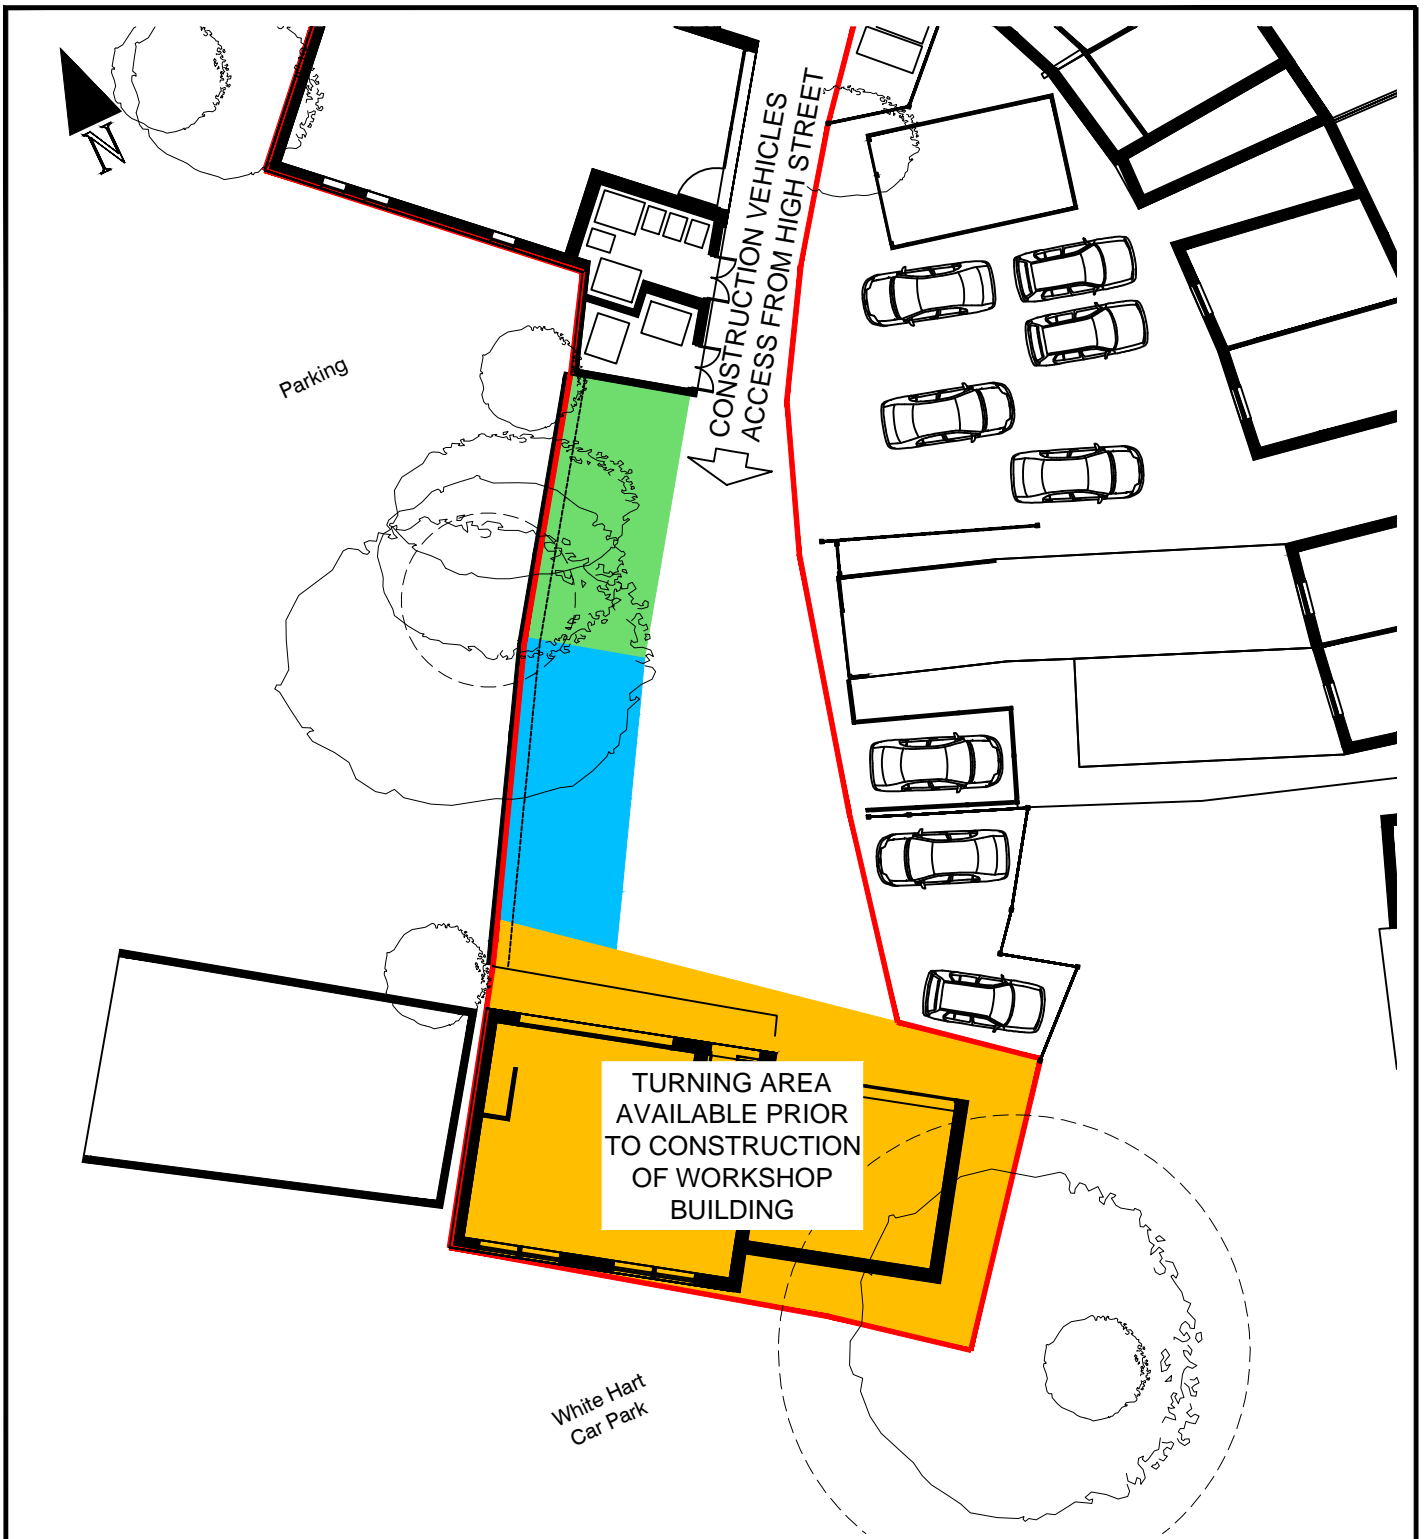 N
CONSTRUCTION VEHICLES
ACCESS FROM HIGH STREET
Parking
TURNING AREA
AVAILABLE PRIOR
TO CONSTRUCTION
OF WORKSHOP
BUILDING
White Hart
Car Park